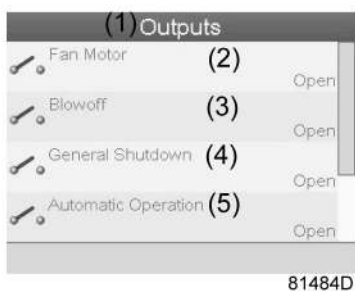 (1) Outputs
Fan Motor (2)
Open
Blowoff (3)
Open
General Shutdown (4)
Open
Automatic Operation (5)
Open
81484D